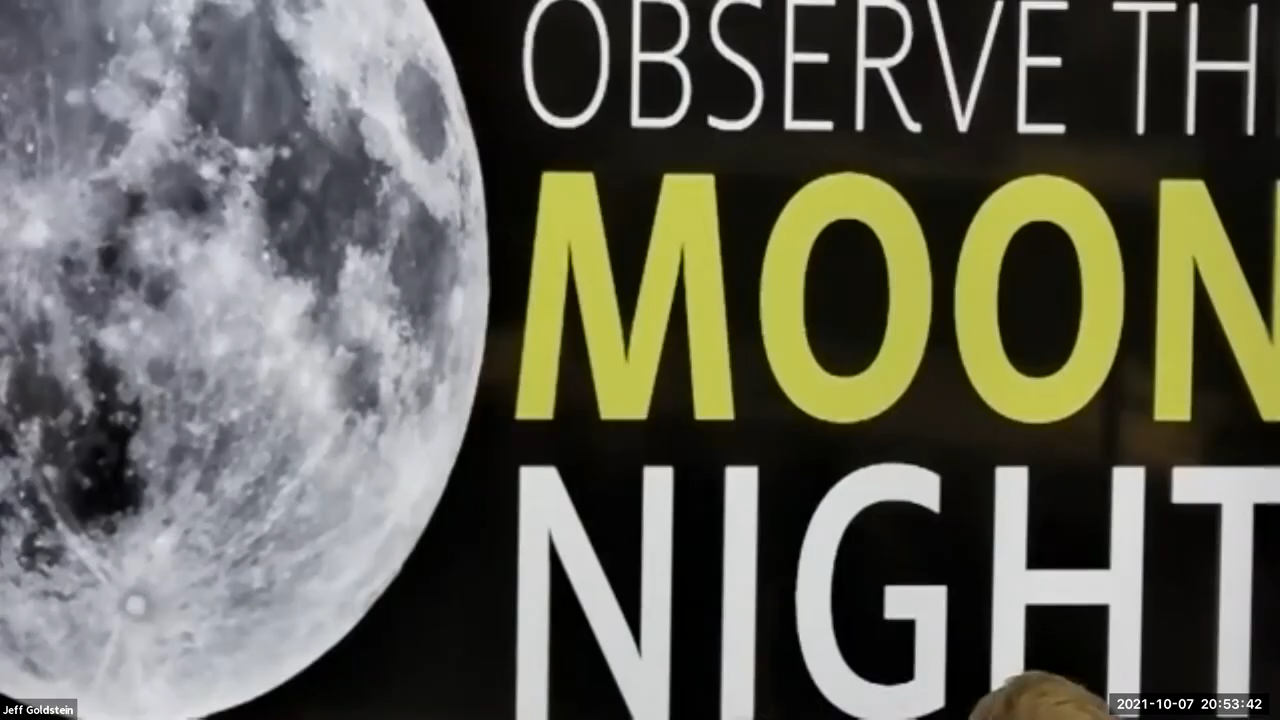 OBSERVE TH
MOON
NIGHT
Jeff Goldstein
2021-10-07 20:53:42